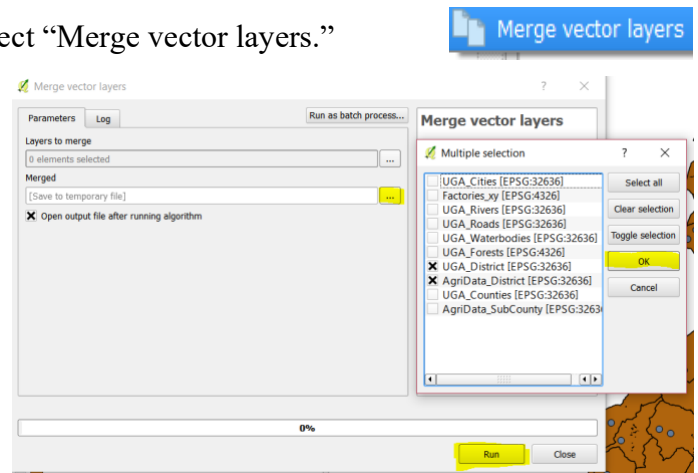 ect “Merge vector layers.”
Merge vector layers
Merge vector layers
? ×
Parameters
Log
Run as batch process...
Merge vector layers
Layers to merge
0 elements selected
...
Merged
[Save to temporary file]
...
Open output file after running algorithm
Multiple selection
? ×
UGA_Cities [EPSG:32636]
Factories_xy [EPSG:4326]
UGA_Rivers [EPSG:32636]
UGA_Roads [EPSG:32636]
UGA_Waterbodies [EPSG:32636]
UGA_Forests [EPSG:4326]
UGA_District [EPSG:32636]
AgriData_District [EPSG:32636]
UGA_Counties [EPSG:32636]
AgriData_SubCounty [EPSG:3263
Select all
Clear selection
Toggle selection
OK
Cancel
0%
Run
Close